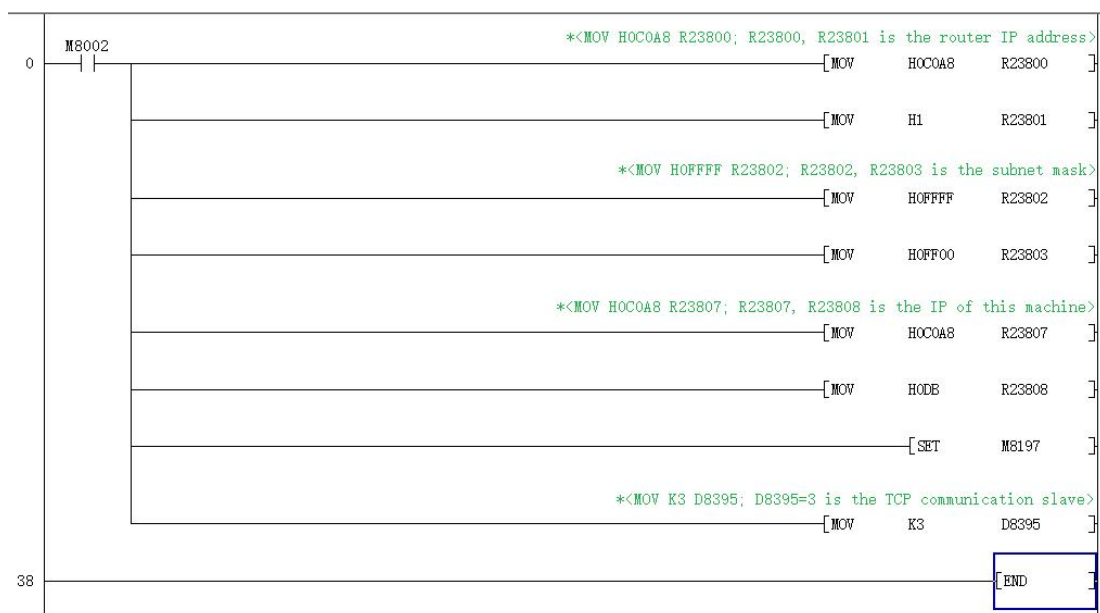 M8002
*<MOV H0C0A8 R23800; R23800, R23801 is the router IP address>
0 [MOV H0C0A8 R23800 ]
[MOV H1 R23801 ]
*<MOV H0FFFF R23802; R23802, R23803 is the subnet mask>
[MOV H0FFFF R23802 ]
[MOV H0FF00 R23803 ]
*<MOV H0C0A8 R23807; R23807, R23808 is the IP of this machine>
[MOV H0C0A8 R23807 ]
[MOV H0DB R23808 ]
[SET M8197 ]
*<MOV K3 D8395; D8395=3 is the TCP communication slave>
[MOV K3 D8395 ]
38 [END ]